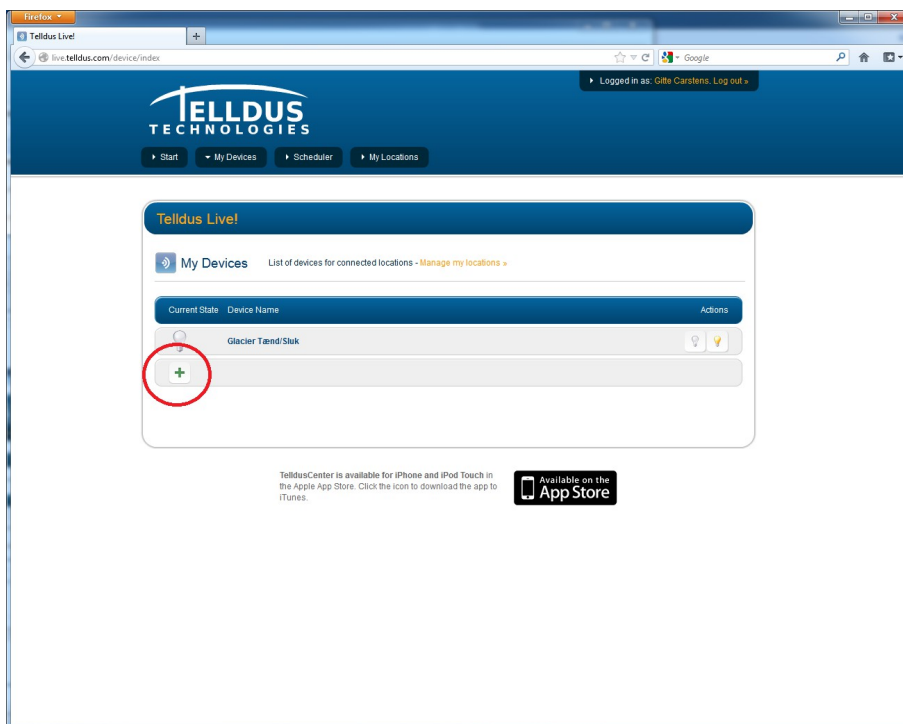 Firefox
Telldus Live!
live.telldus.com/device/index
Google
Logged in as: Gitte Carstens. Log out »
TELLDUS
TECHNOLOGIES
Start
My Devices
Scheduler
My Locations
Telldus Live!
My Devices
List of devices for connected locations - Manage my locations »
Current State
Device Name
Actions
Glacier Tænd/Sluk
TelldusCenter is available for iPhone and iPod Touch in
the Apple App Store. Click the icon to download the app to
iTunes.
Available on the
App Store